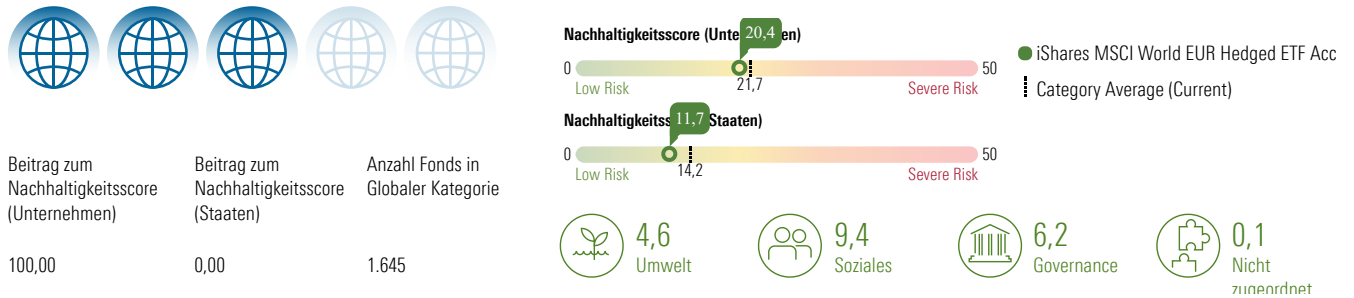 Beitrag zum
Nachhaltigkeitsscore
(Unternehmen)
100,00
Beitrag zum
Nachhaltigkeitsscore
(Staaten)
0,00
Anzahl Fonds in
Globaler Kategorie
1.645
Nachhaltigkeitsscore (Unte 20,4 en)
0 50
Low Risk 21,7 Severe Risk
Nachhaltigkeitss 11,7 Staaten)
0 50
Low Risk 14,2 Severe Risk
iShares MSCI World EUR Hedged ETF Acc
Category Average (Current)
4,6
Umwelt
9,4
Soziales
6,2
Governance
0,1
Nicht
zugeordnet